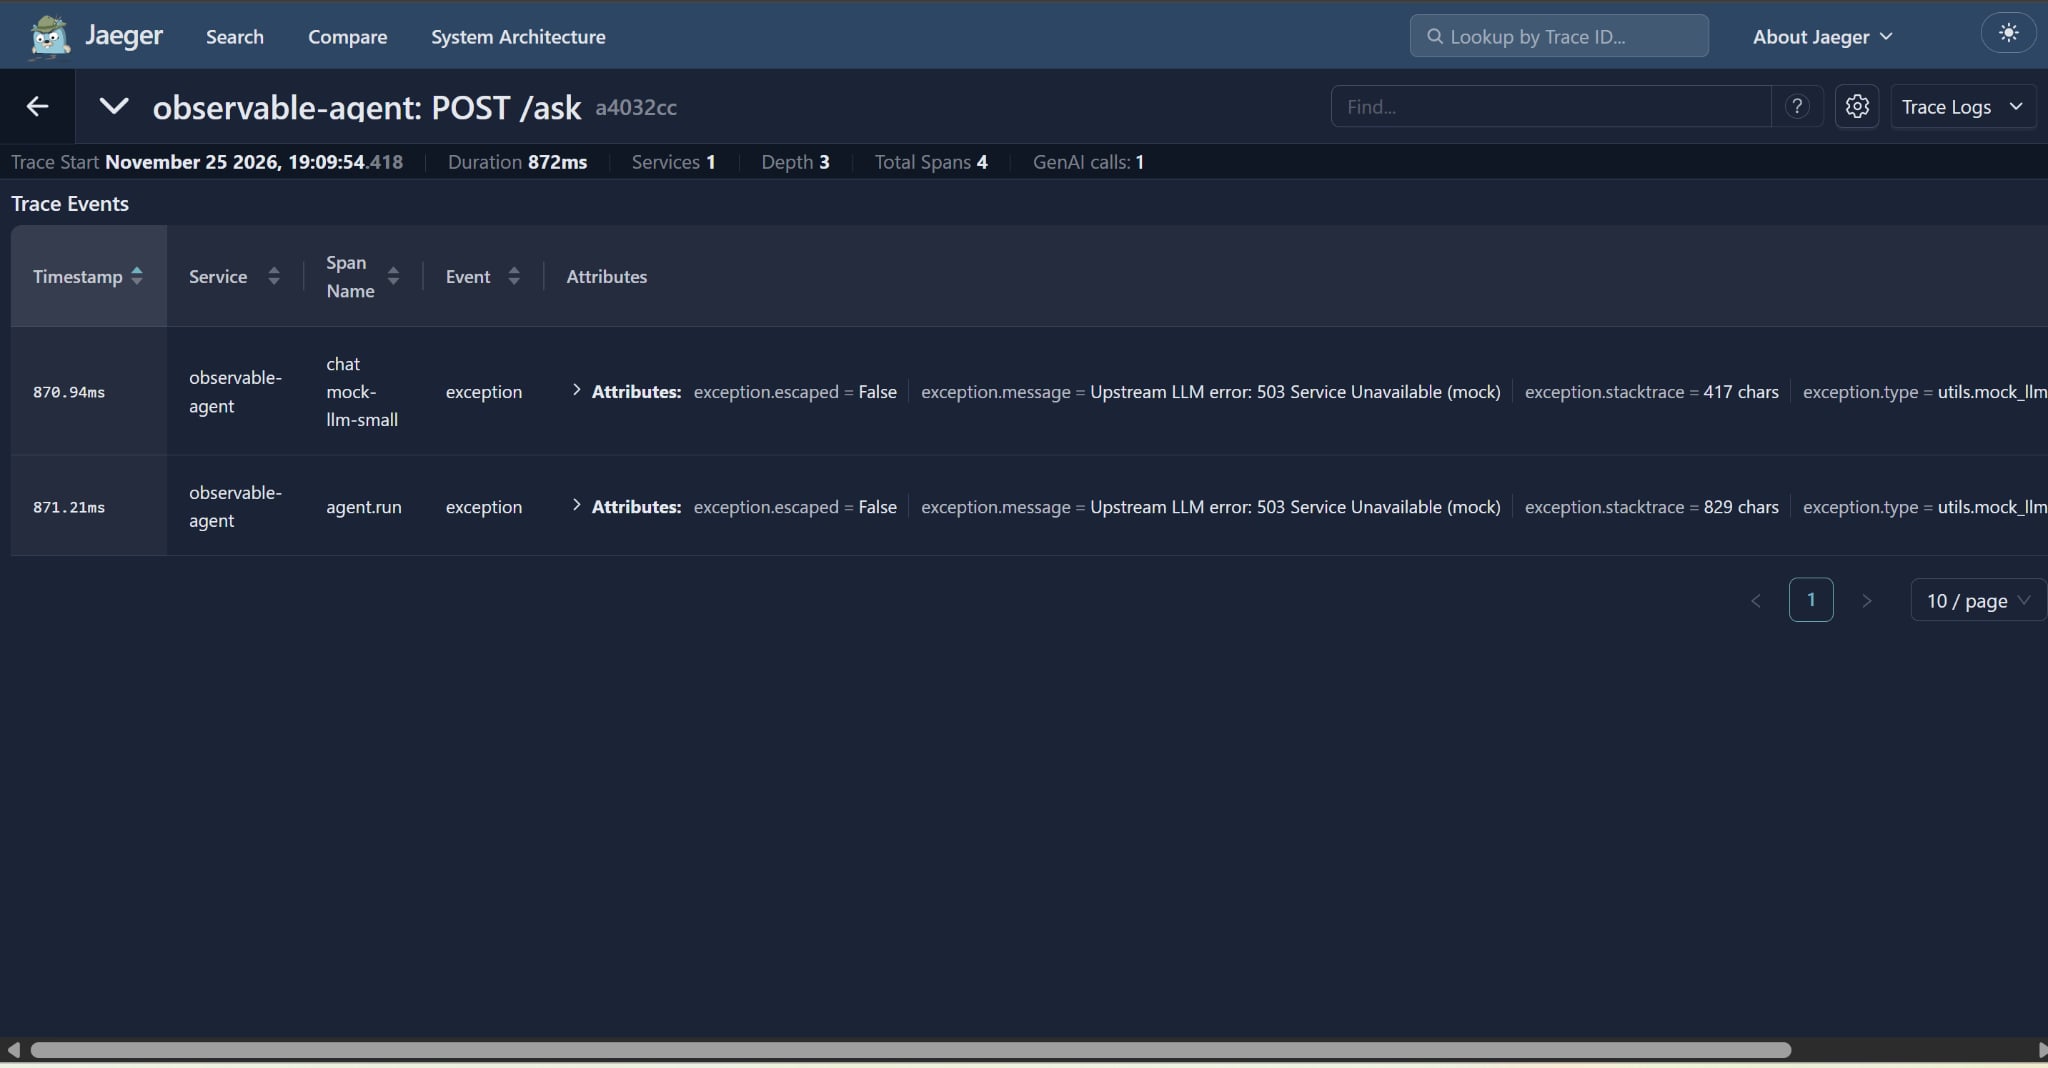 Jaeger Search Compare System Architecture Lookup by Trace ID... About Jaeger
observable-agent: POST /ask a4032cc Find... ? Trace Logs
Trace Start November 25 2026, 19:09:54.418 Duration 872ms Services 1 Depth 3 Total Spans 4 GenAI calls: 1
Trace Events
Timestamp Service Span Name Event Attributes
870.94ms observable-agent chat mock-llm-small exception Attributes: exception.escaped = False exception.message = Upstream LLM error: 503 Service Unavailable (mock) exception.stacktrace = 417 chars exception.type = utils.mock_llm
871.21ms observable-agent agent.run exception Attributes: exception.escaped = False exception.message = Upstream LLM error: 503 Service Unavailable (mock) exception.stacktrace = 829 chars exception.type = utils.mock_llm
< 1 > 10 / page